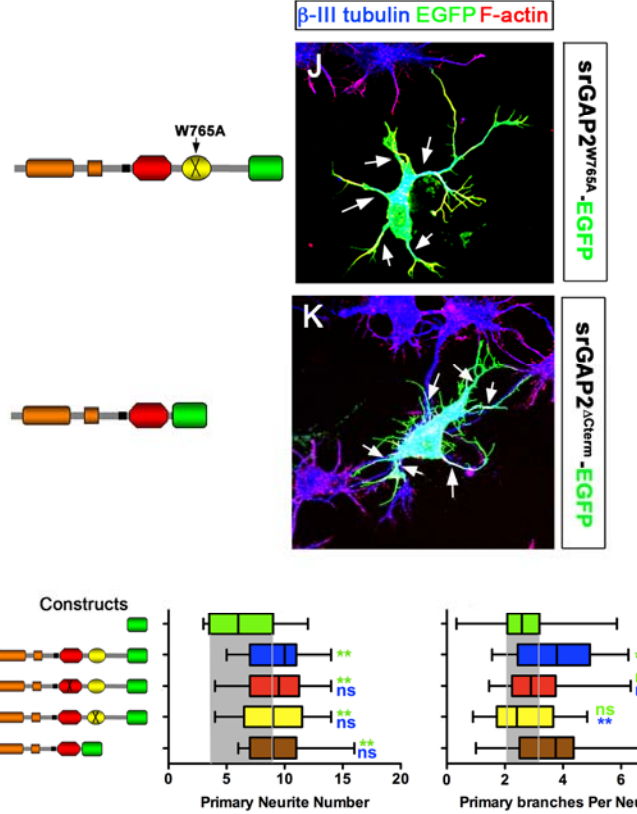 β-III tubulin EGFP F-actin
J
W765A
srGAP2W765A-EGFP
K
srGAP2ΔCterm-EGFP
Constructs
**
**
ns
**
ns
**
ns
ns
**
0 5 10 15 20
0 2 4 6
Primary Neurite Number
Primary branches Per